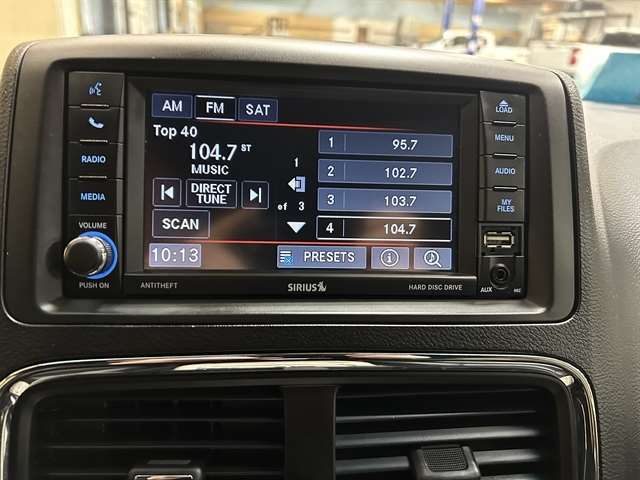 AM FM SAT
Top 40
104.7 ST
MUSIC
DIRECT
TUNE
SCAN
10:13
1
of 3
1 95.7
2 102.7
3 103.7
4 104.7
PRESETS
RADIO
MEDIA
VOLUME
PUSH ON
LOAD
MENU
AUDIO
MY
FILES
AUX
ANTITHEFT
SIRIUS
HARD DISC DRIVE